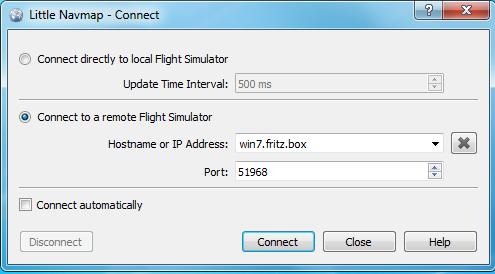 Little Navmap - Connect
Connect directly to local Flight Simulator
Update Time Interval: 500 ms
Connect to a remote Flight Simulator
Hostname or IP Address: win7.fritz.box
Port: 51968
Connect automatically
Disconnect Connect Close Help